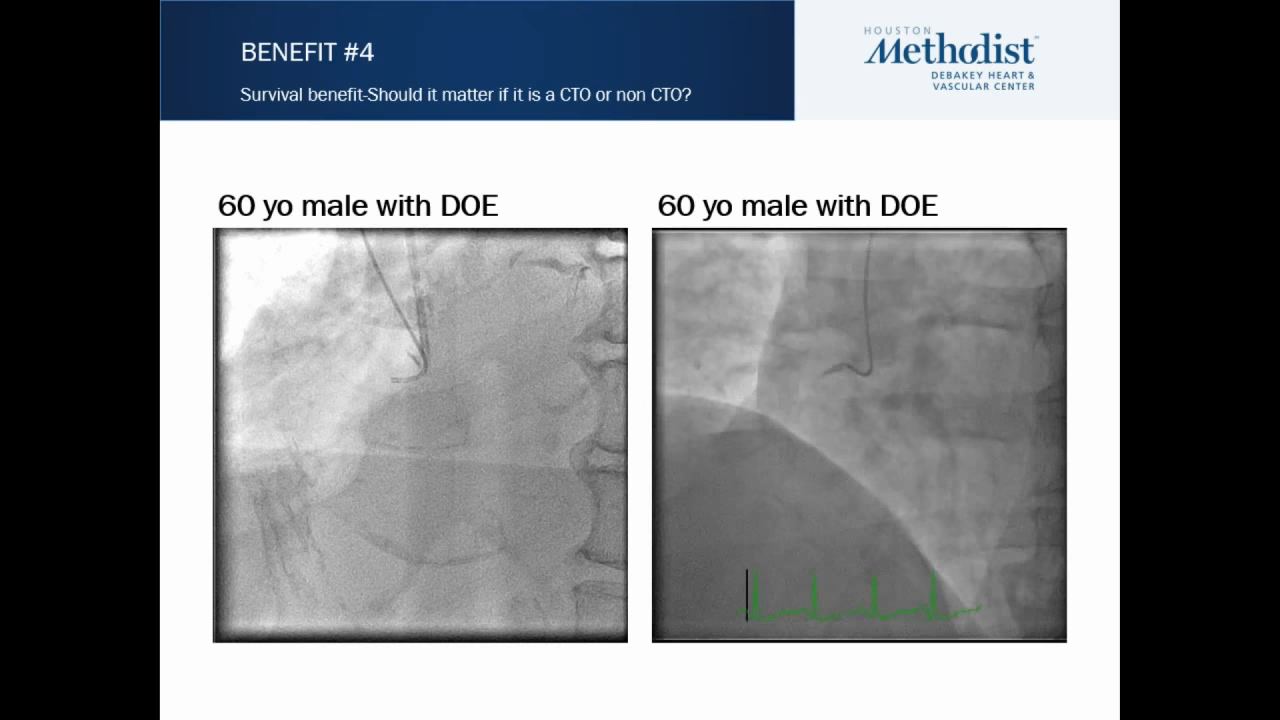 BENEFIT #4
Survival benefit-Should it matter if it is a CTO or non CTO?
HOUSTON
Methodist
DEBAKEY HEART &
VASCULAR CENTER
60 yo male with DOE
60 yo male with DOE